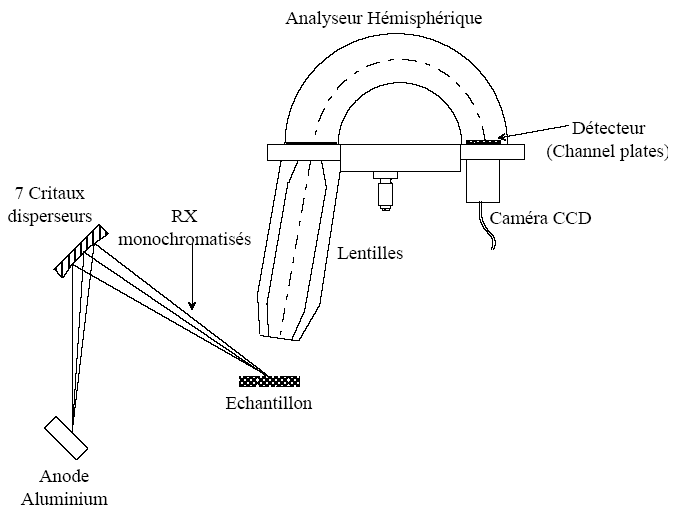 Analyseur Hémisphérique
Détecteur
(Channel plates)
7 Critaux
disperseurs
RX
monochromatisés
Caméra CCD
Lentilles
Echantillon
Anode
Aluminium